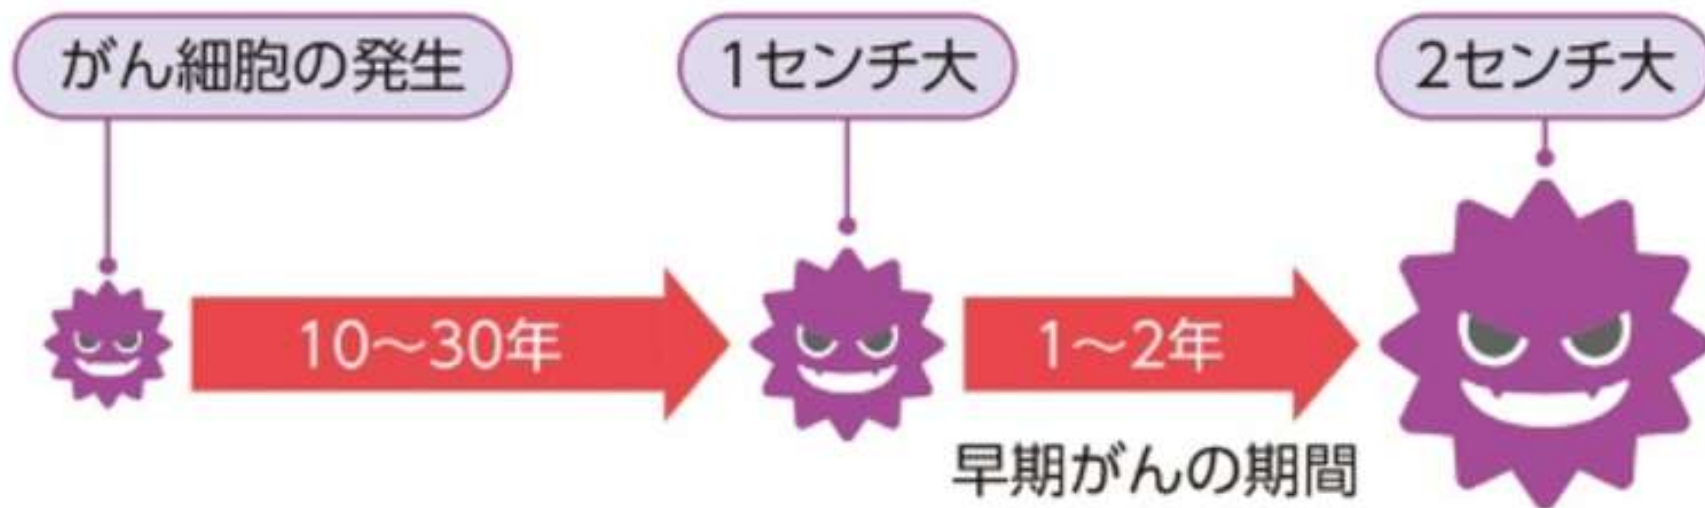 がん細胞の発生
1センチ大
2センチ大
10～30年
1～2年
早期がんの期間